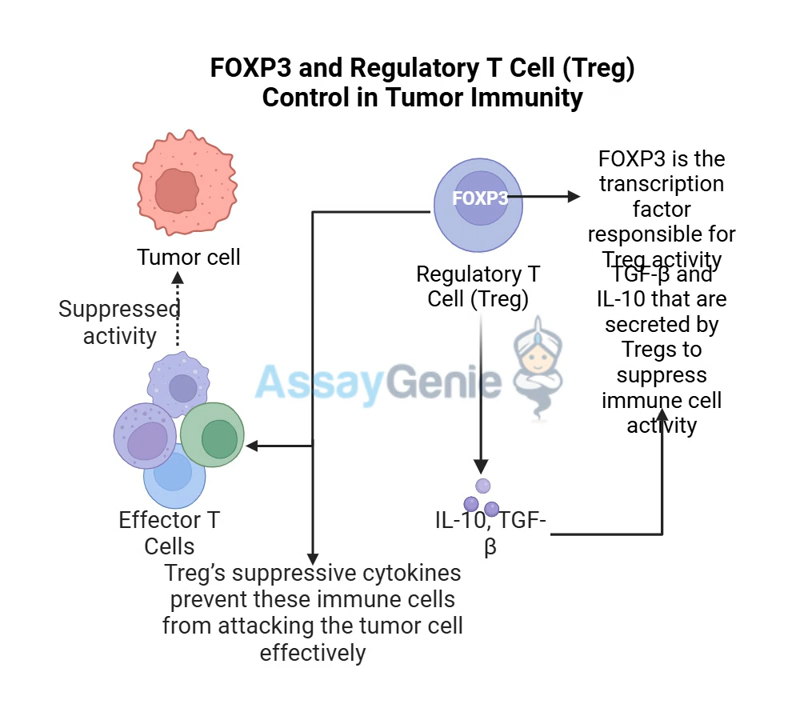 FOXP3 and Regulatory T Cell (Treg)
Control in Tumor Immunity
Tumor cell
Suppressed
activity
Effector T
Cells
FOXP3
Regulatory T
Cell (Treg)
FOXP3 is the
transcription
factor
responsible for
Treg activity
TGF-β and
IL-10 that are
secreted by
Tregs to
suppress
immune cell
activity
AssayGenie
IL-10, TGF-
β
Treg’s suppressive cytokines
prevent these immune cells
from attacking the tumor cell
effectively